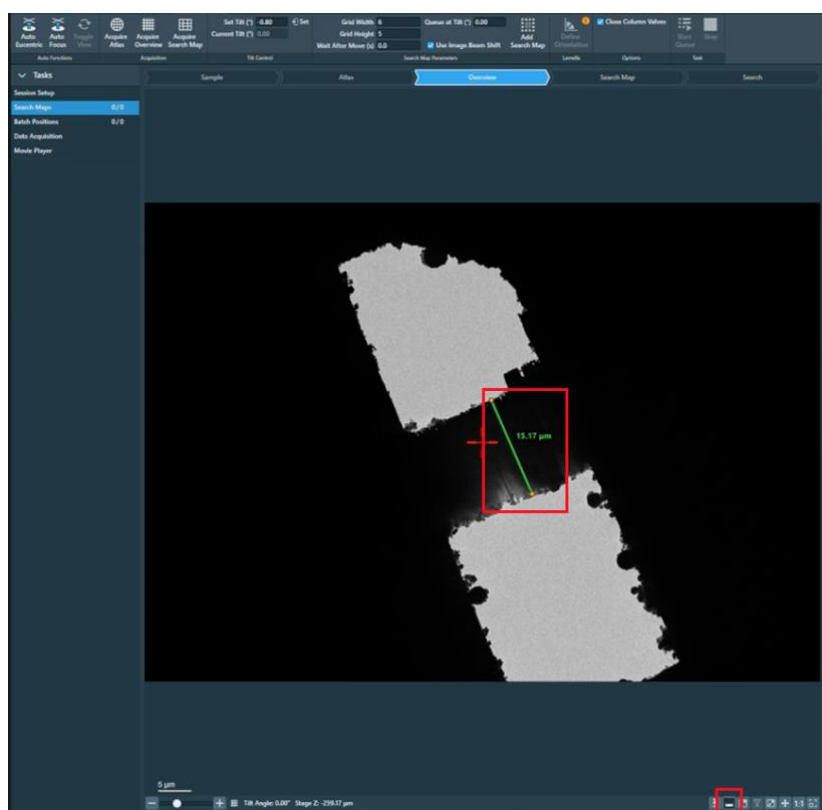 Set Tilt (°) -0.80 Set
Grid Width 6
Queue at Tilt (°) 0.00
Close Column Valves
Current Tilt (°) 0.00
Grid Height 5
Wait After Move (s) 0.0
Use Image Beam Shift
Auto Eucentric
Auto Focus
Toggle View
Acquire Atlas
Acquire Overview
Acquire Search Map
Add Search Map
Define Orientation
Start Queue
Stop
Auto Functions
Acquisition
Tilt Control
Search Map Parameters
Lamella
Options
Task
Tasks
Sample
Atlas
Overview
Search Map
Search
Session Setup
Search Maps 0/0
Batch Positions 0/0
Data Acquisition
Movie Player
15.17 µm
5 µm
Tilt Angle: 0.00° Stage Z: -259.17 µm
1:1